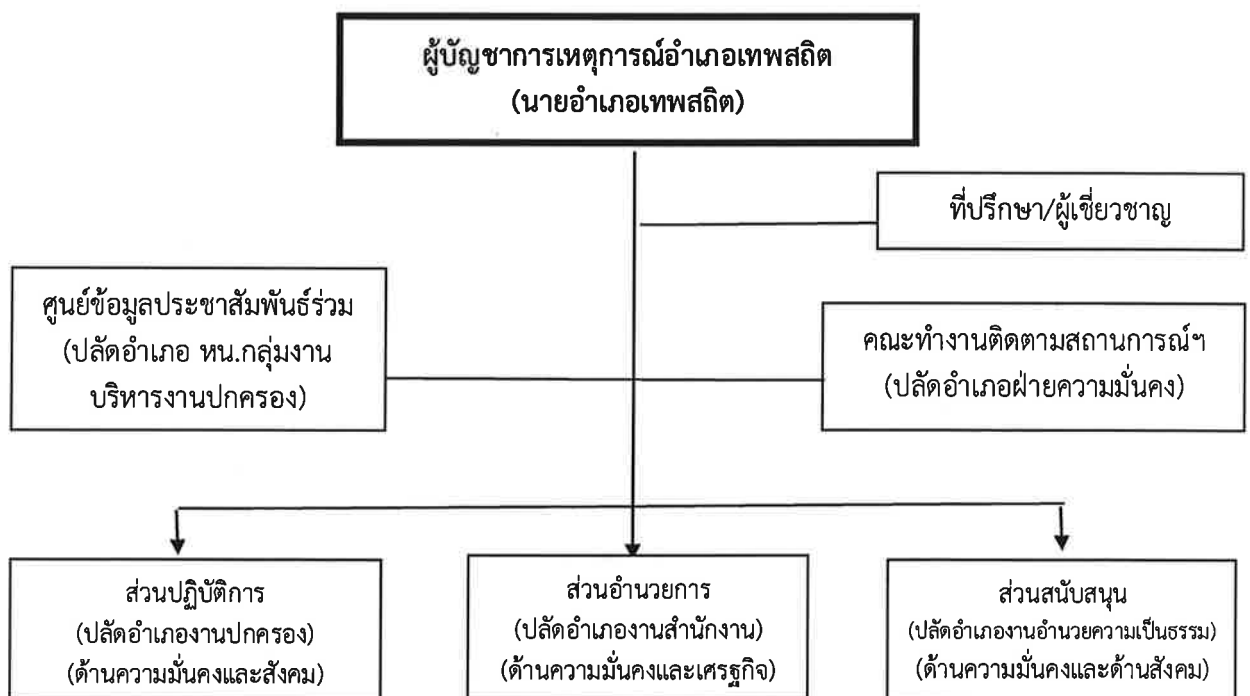 ผู้บัญชาการเหตุการณ์อำเภอเทพสถิต
(นายอำเภอเทพสถิต)
ที่ปรึกษา/ผู้เชี่ยวชาญ
ศูนย์ข้อมูลประชาสัมพันธ์ร่วม
(ปลัดอำเภอ หน.กลุ่มงาน
บริหารงานปกครอง)
คณะทำงานติดตามสถานการณ์ฯ
(ปลัดอำเภอฝ่ายความมั่นคง)
ส่วนปฏิบัติการ
(ปลัดอำเภองานปกครอง)
(ด้านความมั่นคงและสังคม)
ส่วนอำนวยการ
(ปลัดอำเภองานสำนักงาน)
(ด้านความมั่นคงและเศรษฐกิจ)
ส่วนสนับสนุน
(ปลัดอำเภองานอำนวยความเป็นธรรม)
(ด้านความมั่นคงและด้านสังคม)